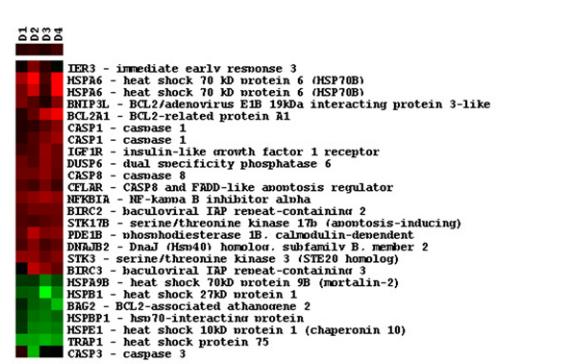 D1 D2 D3 D4
IER3 - immediate early response 3
HSPA6 - heat shock 70 kD protein 6 (HSP70B)
HSPA6 - heat shock 70 kD protein 6 (HSP70B)
BNIP3L - BCL2/adenovirus E1B 19kDa interacting protein 3-like
BCL2A1 - BCL2-related protein A1
CASP1 - caspase 1
CASP1 - caspase 1
IGF1R - insulin-like growth factor 1 receptor
DUSP6 - dual specificity phosphatase 6
CASP8 - caspase 8
CFLAR - CASP8 and FADD-like apoptosis regulator
NFKBIA - NF-kappa B inhibitor alpha
BIRC2 - baculoviral IAP repeat-containing 2
STK17B - serine/threonine kinase 17b (apoptosis-inducing)
PDE1B - phosphodiesterase 1B, calmodulin-dependent
DNAJB2 - DnaJ (Hsp40) homolog, subfamily B, member 2
STK3 - serine/threonine kinase 3 (STE20 homolog)
BIRC3 - baculoviral IAP repeat-containing 3
HSPA9B - heat shock 70kD protein 9B (mortalin-2)
HSPB1 - heat shock 27kD protein 1
BAG2 - BCL2-associated athanogene 2
HSPBP1 - hsp70-interacting protein
HSPE1 - heat shock 10kD protein 1 (chaperonin 10)
TRAP1 - heat shock protein 75
CASP3 - caspase 3